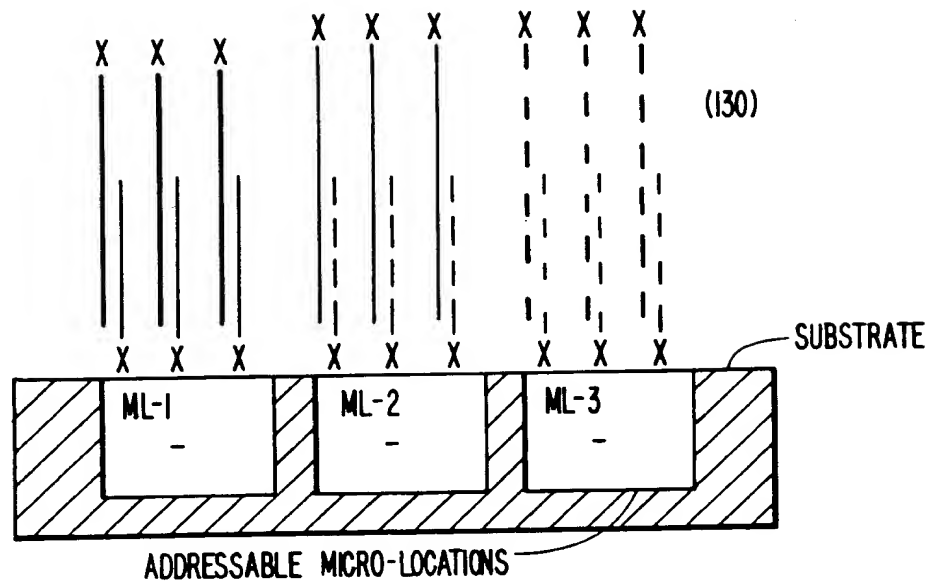 X X X X X X X X X
(130)
X X X X X X X X X
SUBSTRATE
ML-1 ML-2 ML-3
- - -
ADDRESSABLE MICRO-LOCATIONS